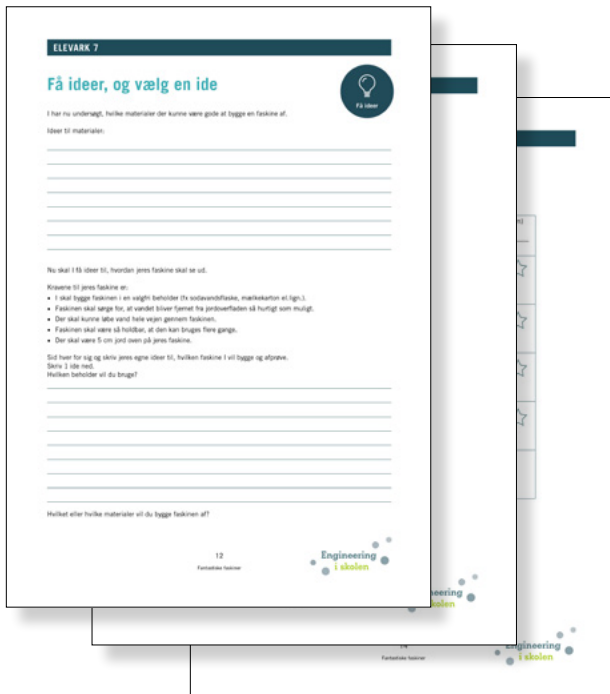 ELEVARK 7
Få ideer, og vælg en ide
Få ideer
I har nu undersøgt, hvilke materialer der kunne være gode at bygge en faskine af.
Ideer til materialer:
Nu skal I få ideer til, hvordan jeres faskine skal se ud.
Kravene til jeres faskine er:
• I skal bygge faskinen i en valgfri beholder (fx sodavandsflaske, mælkekarton el.lign.).
• Faskinen skal sørge for, at vandet bliver fjernet fra jordoverfladen så hurtigt som muligt.
• Der skal kunne løbe vand hele vejen gennem faskinen.
• Faskinen skal være så holdbar, at den kan bruges flere gange.
• Der skal være 5 cm jord oven på jeres faskine.
Sid hver for sig og skriv jeres egne ideer til, hvilken faskine I vil bygge og afprøve.
Skriv 1 ide ned.
Hvilken beholder vil du bruge?
Hvilket eller hvilke materialer vil du bygge faskinen af?
12
Fantastiske faskiner
Engineering
i skolen
neering
kolen
14
Fantastiske faskiner
ngineering
i skolen